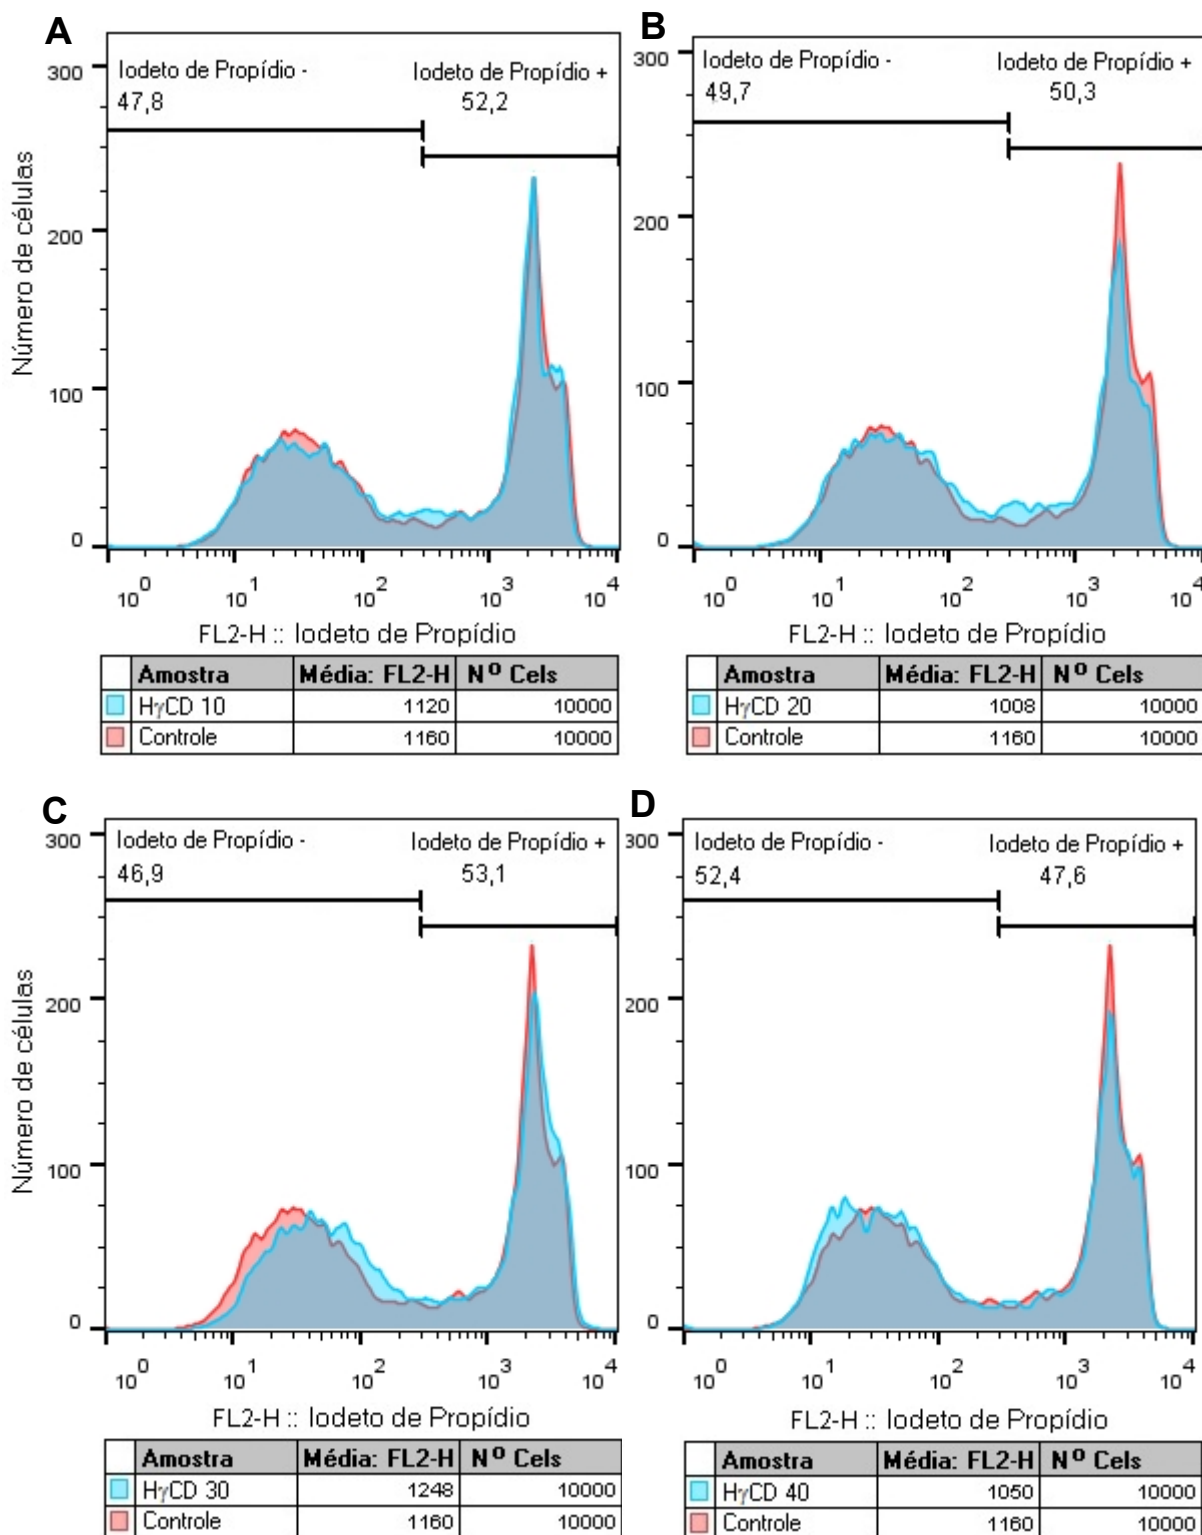 A
300
200
100
0
Iodeto de Propídio -
47,8
Iodeto de Propídio +
52,2
Número de células
10^0 10^1 10^2 10^3 10^4
FL2-H :: Iodeto de Propídio
Amostra Média: FL2-H Nº Cels
HγCD 10 1120 10000
Controle 1160 10000
B
300
200
100
0
Iodeto de Propídio -
49,7
Iodeto de Propídio +
50,3
10^0 10^1 10^2 10^3 10^4
FL2-H :: Iodeto de Propídio
Amostra Média: FL2-H Nº Cels
HγCD 20 1008 10000
Controle 1160 10000
C
300
200
100
0
Iodeto de Propídio -
46,9
Iodeto de Propídio +
53,1
Número de células
10^0 10^1 10^2 10^3 10^4
FL2-H :: Iodeto de Propídio
Amostra Média: FL2-H Nº Cels
HγCD 30 1248 10000
Controle 1160 10000
D
300
200
100
0
Iodeto de Propídio -
52,4
Iodeto de Propídio +
47,6
10^0 10^1 10^2 10^3 10^4
FL2-H :: Iodeto de Propídio
Amostra Média: FL2-H Nº Cels
HγCD 40 1050 10000
Controle 1160 10000